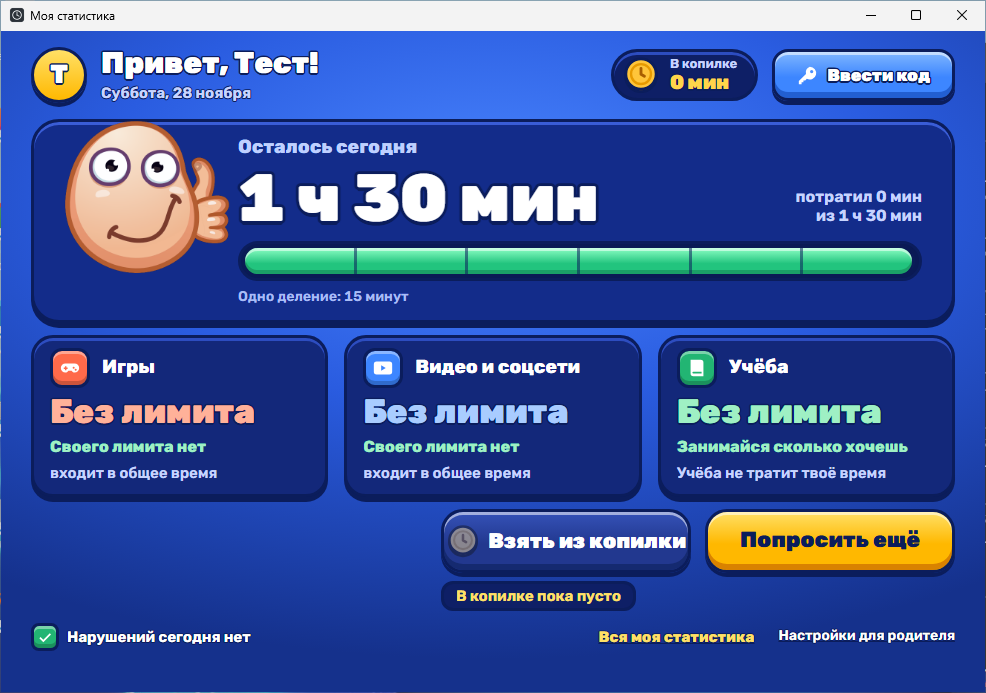 Моя статистика
Т
Привет, Тест!
Суббота, 28 ноября
В копилке
0 мин
Ввести код
Осталось сегодня
1 ч 30 мин
потратил 0 мин
из 1 ч 30 мин
Одно деление: 15 минут
Игры
Без лимита
Своего лимита нет
входит в общее время
Видео и соцсети
Без лимита
Своего лимита нет
входит в общее время
Учёба
Без лимита
Занимайся сколько хочешь
Учёба не тратит твоё время
Взять из копилки
Попросить ещё
В копилке пока пусто
Нарушений сегодня нет
Вся моя статистика
Настройки для родителя